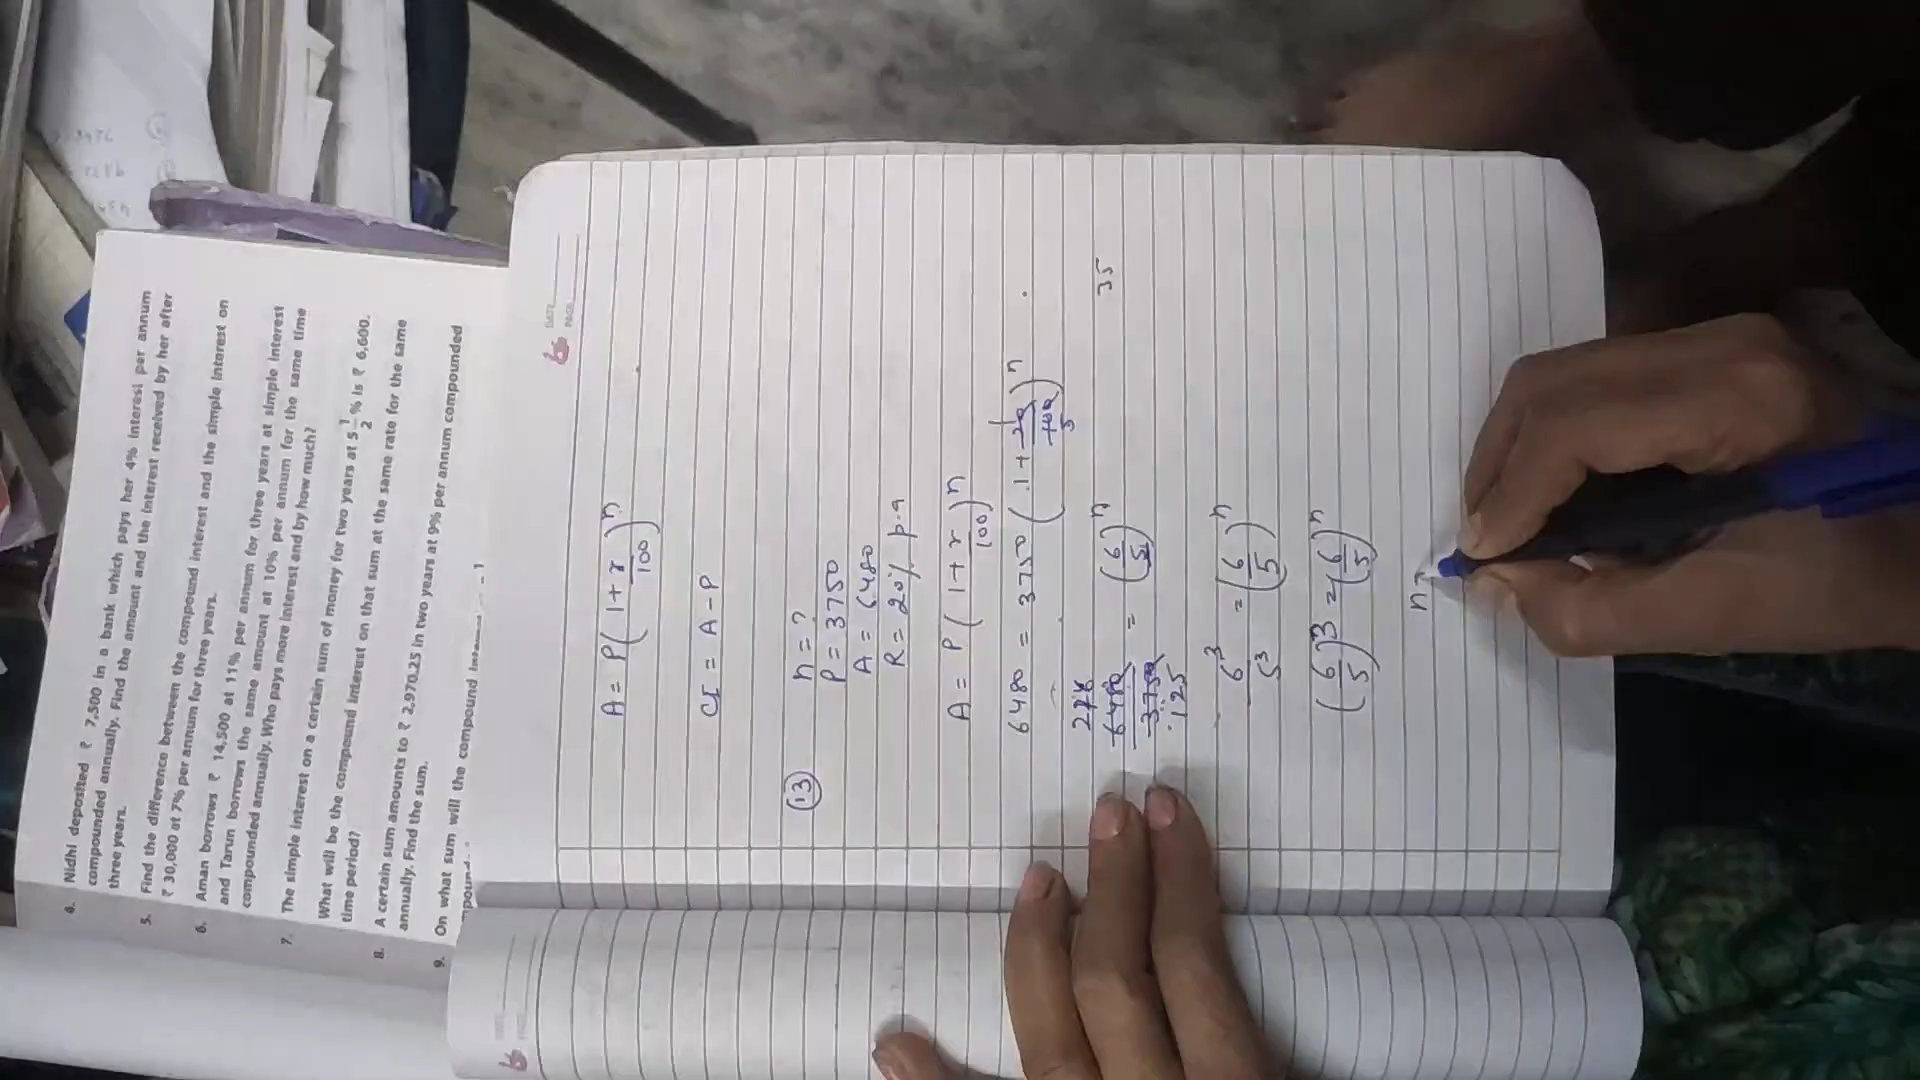 4. Nidhi deposited ₹ 7,500 in a bank which pays her 4% interest per annum
compounded annually. Find the amount and the interest received by her after
three years.
5. Find the difference between the compound interest and the simple interest on
₹ 30,000 at 7% per annum for three years.
6. Aman borrows ₹ 14,500 at 11% per annum for three years at simple interest
and Tarun borrows the same amount at 10% per annum for the same time
compounded annually. Who pays more interest and by how much?
7. The simple interest on a certain sum of money for two years at 5 1/2 % is ₹ 6,600.
What will be the compound interest on that sum at the same rate for the same
time period?
8. A certain sum amounts to ₹ 2,970.25 in two years at 9% per annum compounded
annually. Find the sum.
9. On what sum will the compound
DATE
PAGE
A = P(1 + r/100)^n
CI = A - P
(13) n = ?
P = 3750
A = 6480
R = 20% p.a
A = P(1 + r/100)^n
6480 = 3750 (1 + 20/100)^n
1
5
216
6480/3750 = (6/5)^n
125
35
6^3/5^3 = (6/5)^n
(6/5)^3 = (6/5)^n
n =
DATE
PAGE